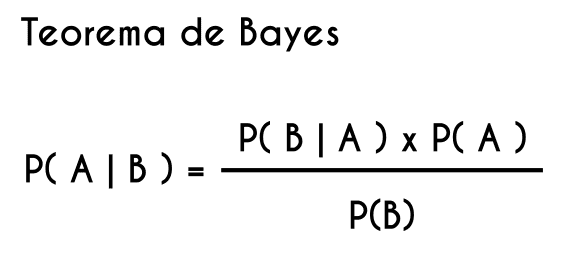 Teorema de Bayes
P( A | B ) = P( B | A ) x P( A )
P(B)